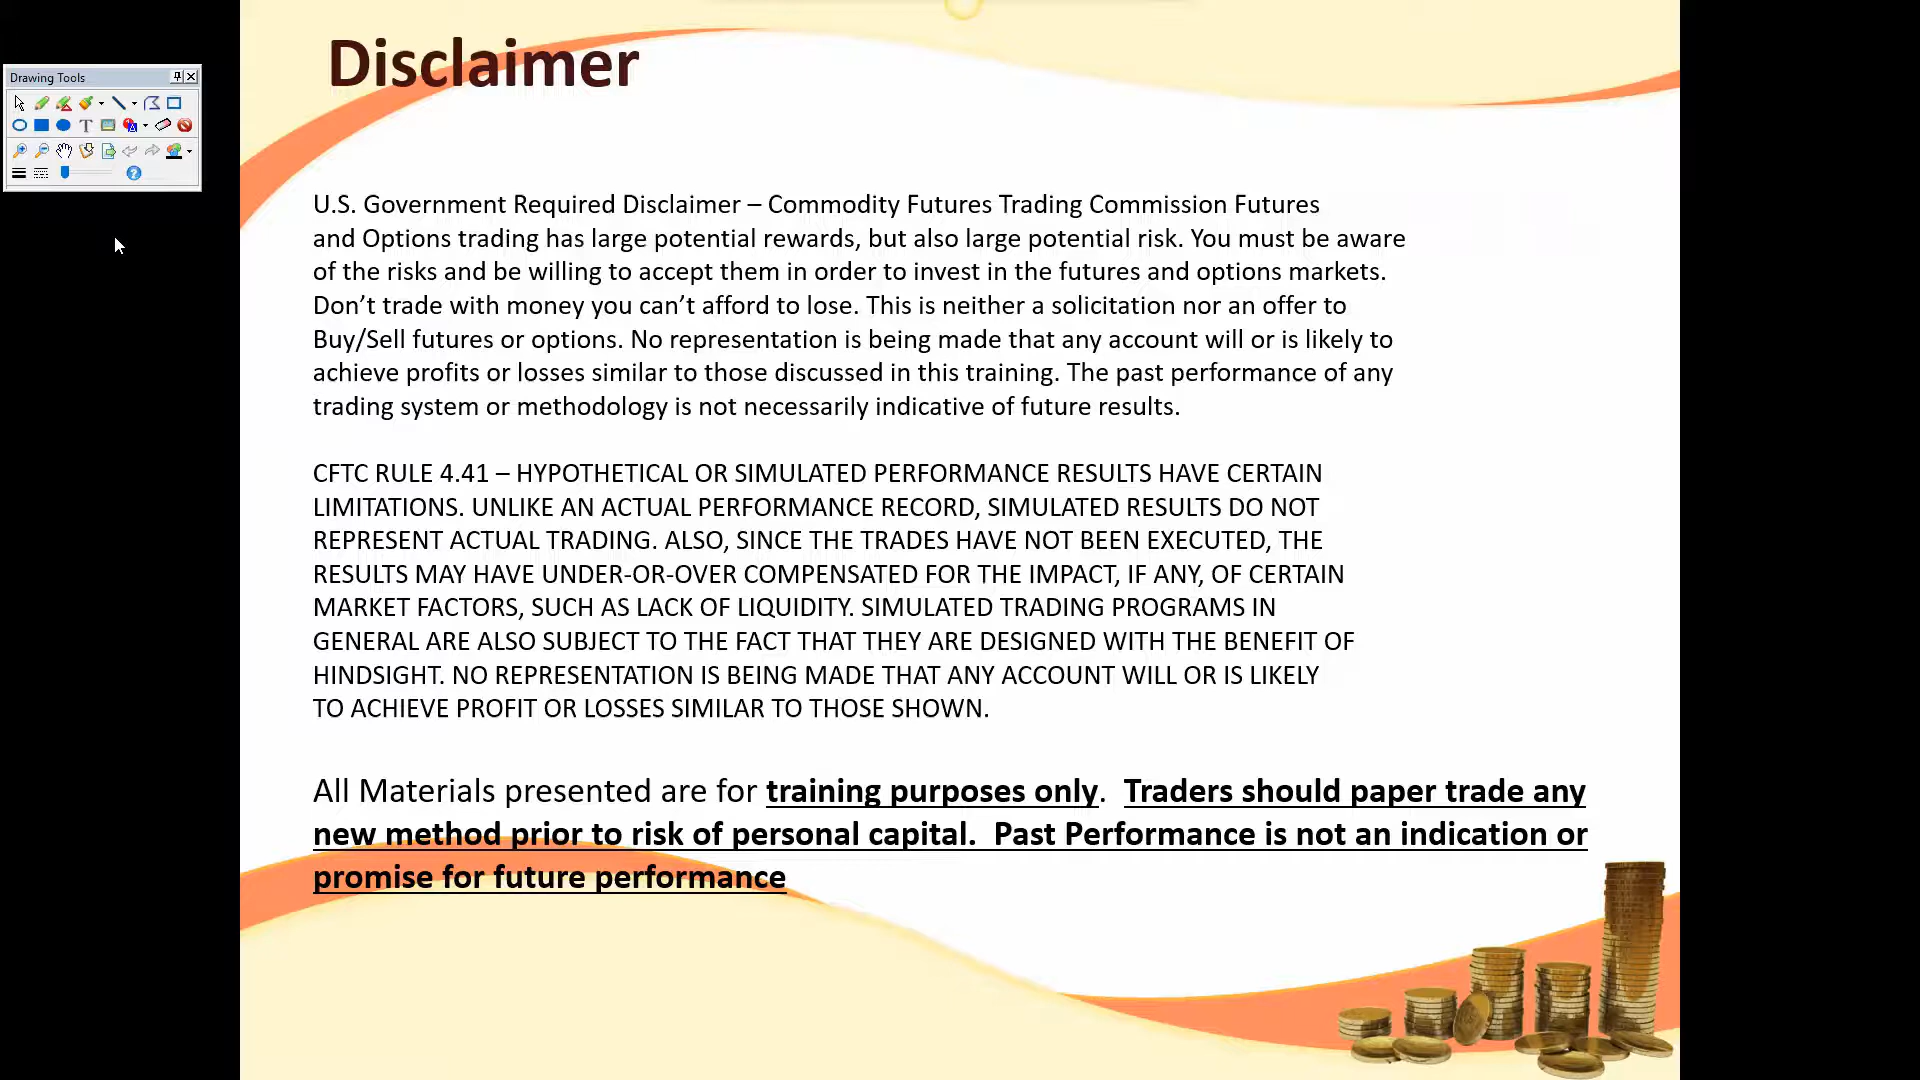 Disclaimer
Drawing Tools
U.S. Government Required Disclaimer – Commodity Futures Trading Commission Futures
and Options trading has large potential rewards, but also large potential risk. You must be aware
of the risks and be willing to accept them in order to invest in the futures and options markets.
Don’t trade with money you can’t afford to lose. This is neither a solicitation nor an offer to
Buy/Sell futures or options. No representation is being made that any account will or is likely to
achieve profits or losses similar to those discussed in this training. The past performance of any
trading system or methodology is not necessarily indicative of future results.
CFTC RULE 4.41 – HYPOTHETICAL OR SIMULATED PERFORMANCE RESULTS HAVE CERTAIN
LIMITATIONS. UNLIKE AN ACTUAL PERFORMANCE RECORD, SIMULATED RESULTS DO NOT
REPRESENT ACTUAL TRADING. ALSO, SINCE THE TRADES HAVE NOT BEEN EXECUTED, THE
RESULTS MAY HAVE UNDER-OR-OVER COMPENSATED FOR THE IMPACT, IF ANY, OF CERTAIN
MARKET FACTORS, SUCH AS LACK OF LIQUIDITY. SIMULATED TRADING PROGRAMS IN
GENERAL ARE ALSO SUBJECT TO THE FACT THAT THEY ARE DESIGNED WITH THE BENEFIT OF
HINDSIGHT. NO REPRESENTATION IS BEING MADE THAT ANY ACCOUNT WILL OR IS LIKELY
TO ACHIEVE PROFIT OR LOSSES SIMILAR TO THOSE SHOWN.
All Materials presented are for training purposes only. Traders should paper trade any
new method prior to risk of personal capital. Past Performance is not an indication or
promise for future performance